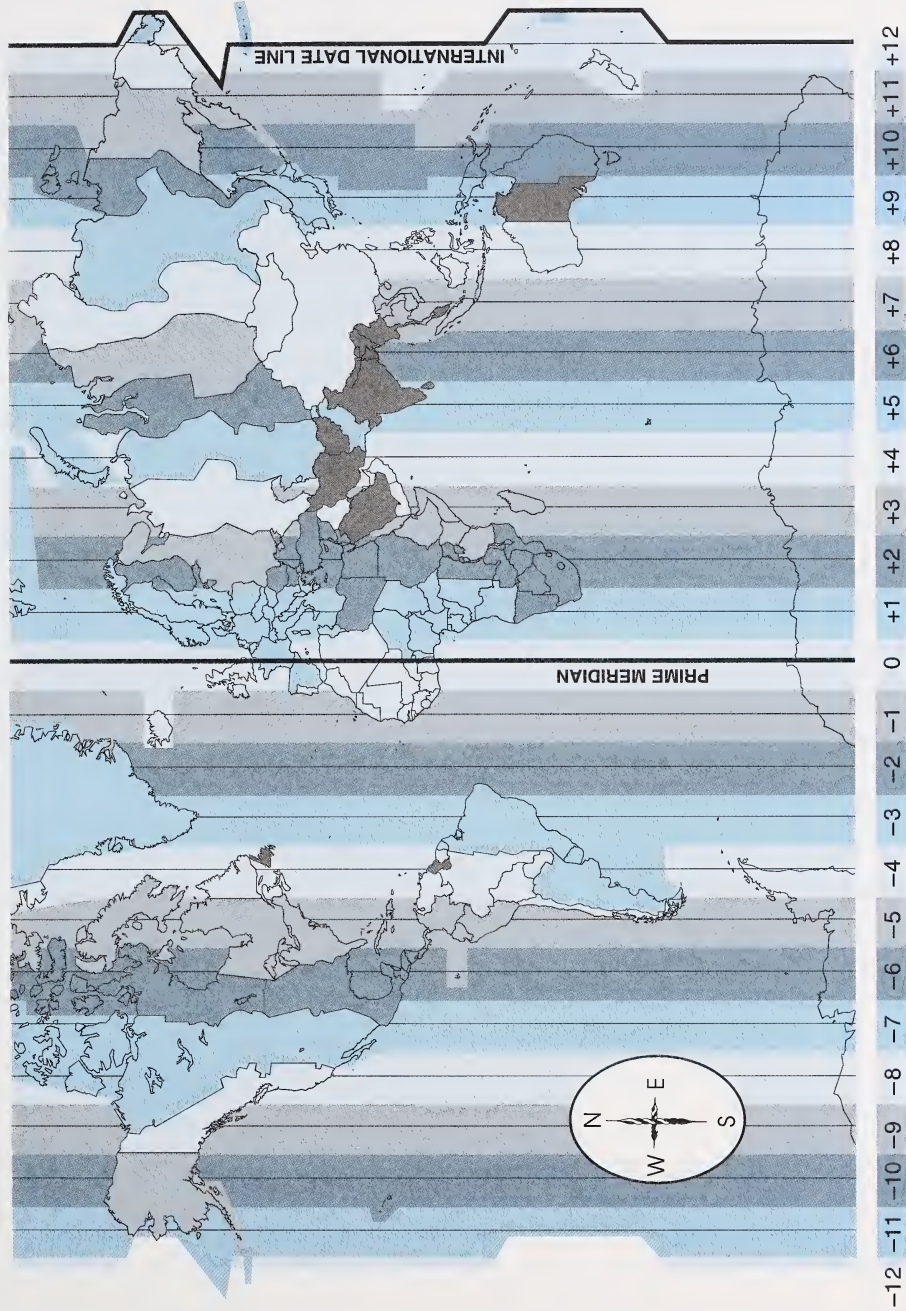 INTERNATIONAL DATE LINE
PRIME MERIDIAN
N
W E
S
−12 −11 −10 −9 −8 −7 −6 −5 −4 −3 −2 −1 0 +1 +2 +3 +4 +5 +6 +7 +8 +9 +10 +11 +12